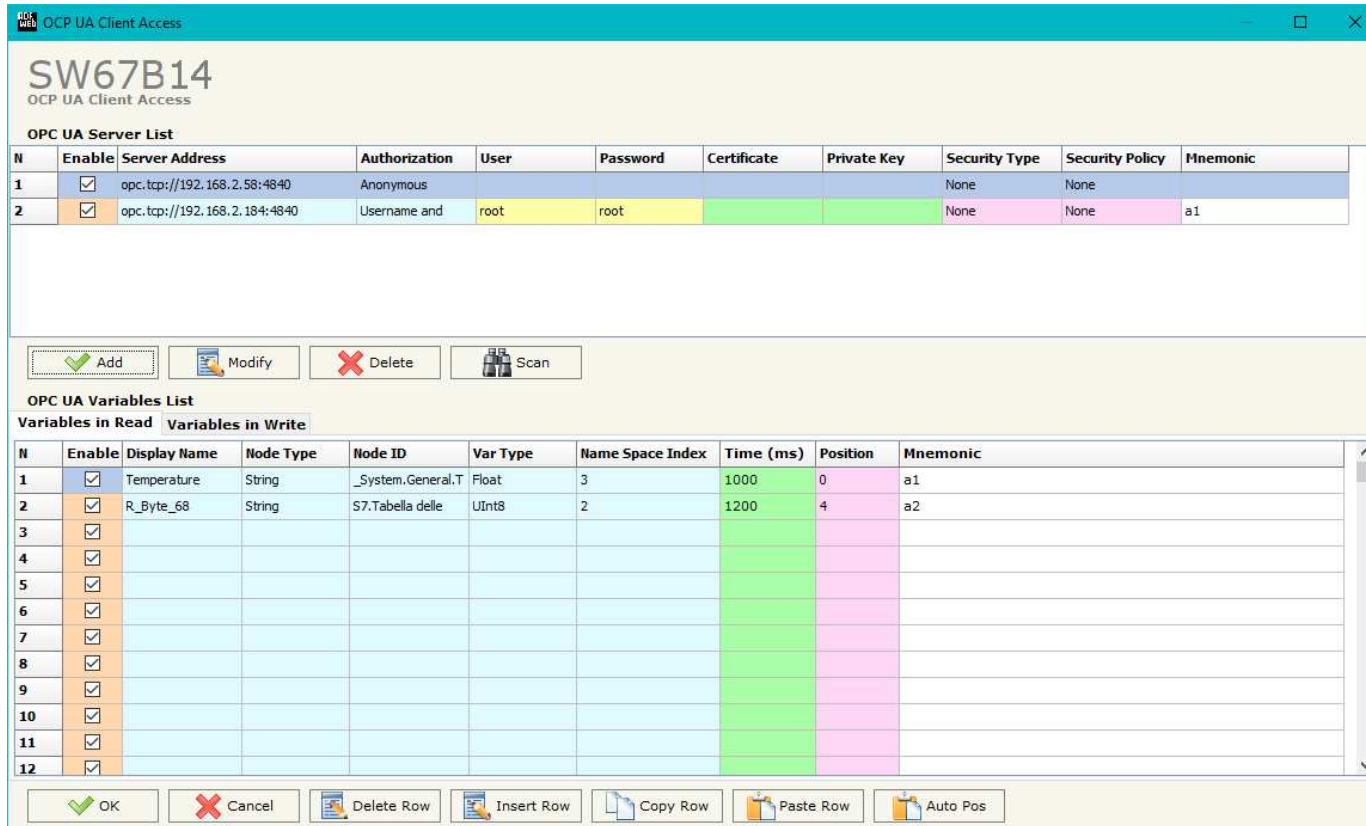 OCP UA Client Access
SW67B14
OCP UA Client Access
OPC UA Server List
N Enable Server Address Authorization User Password Certificate Private Key Security Type Security Policy Mnemonic
1 opc.tcp://192.168.2.58:4840 Anonymous None None
2 opc.tcp://192.168.2.184:4840 Username and root root None None a1
Add Modify Delete Scan
OPC UA Variables List
Variables in Read Variables in Write
N Enable Display Name Node Type Node ID Var Type Name Space Index Time (ms) Position Mnemonic
1 Temperature String _System.General.T Float 3 1000 0 a1
2 R_Byte_68 String S7.Tabella delle UInt8 2 1200 4 a2
3
4
5
6
7
8
9
10
11
12
OK Cancel Delete Row Insert Row Copy Row Paste Row Auto Pos